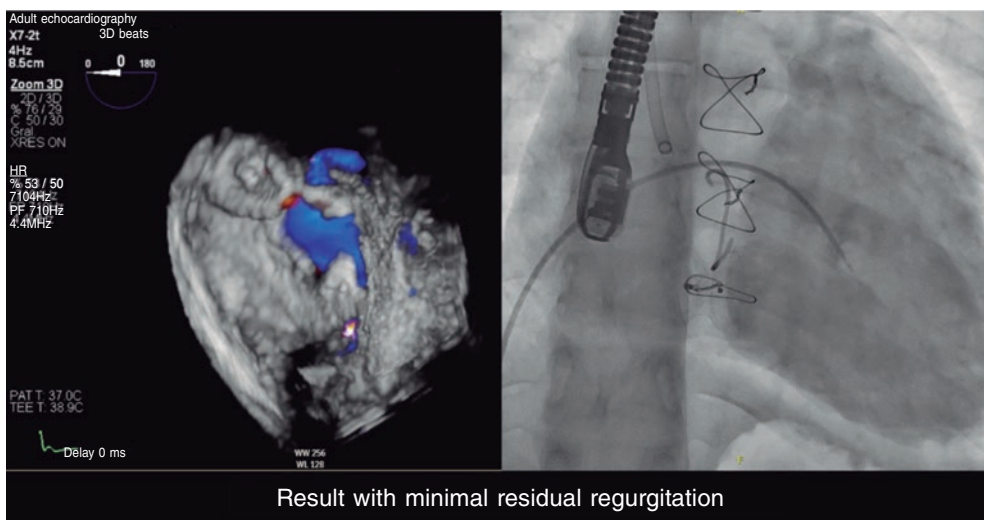 Adult echocardiography
X7-2t 3D beats
4Hz
8.5cm
0 0 180
Zoom 3D
2D / 3D
% 76 / 29
C 50 / 30
Gral
XRES ON
HR
% 53 / 50
7104Hz
PF 710Hz
4.4MHz
PAT T: 37.0C
TEE T: 38.9C
Delay 0 ms
WW 256
WL 128
Result with minimal residual regurgitation